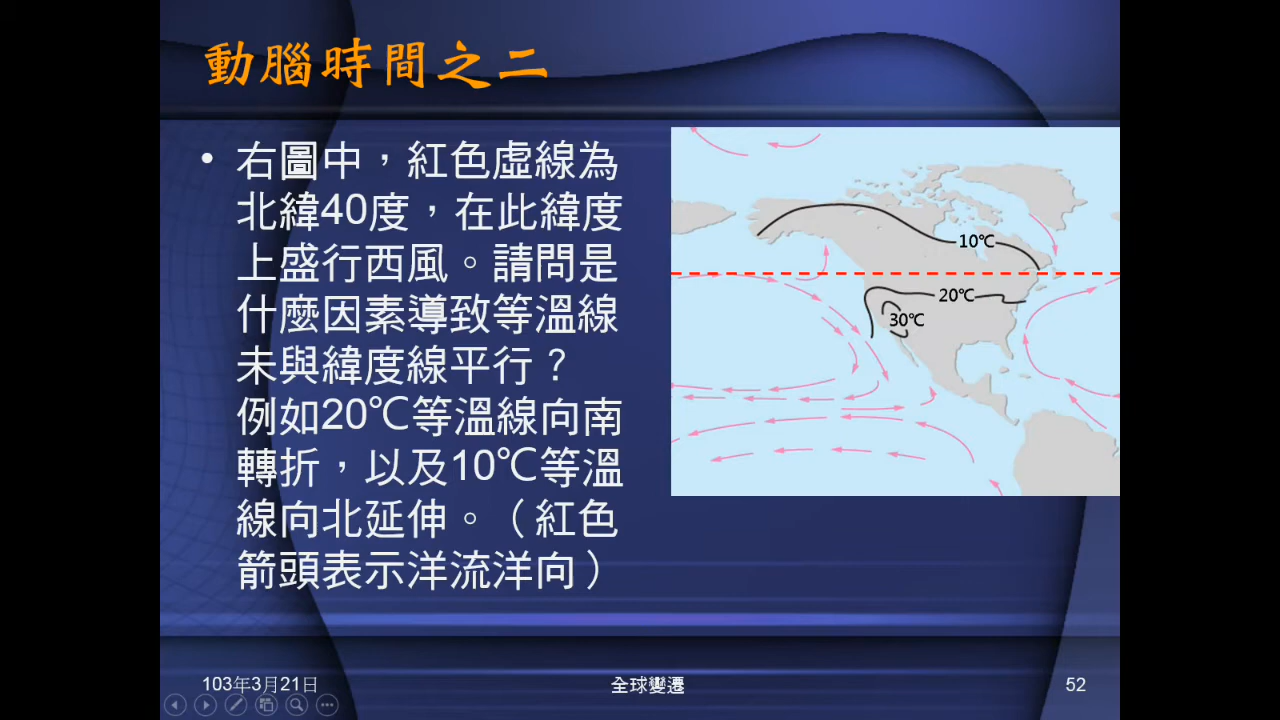 動腦時間之二
• 右圖中，紅色虛線為
北緯40度，在此緯度
上盛行西風。請問是
什麼因素導致等溫線
未與緯度線平行？
例如20℃等溫線向南
轉折，以及10℃等溫
線向北延伸。（紅色
箭頭表示洋流洋向）
10℃
20℃
30℃
103年3月21日
全球變遷
52